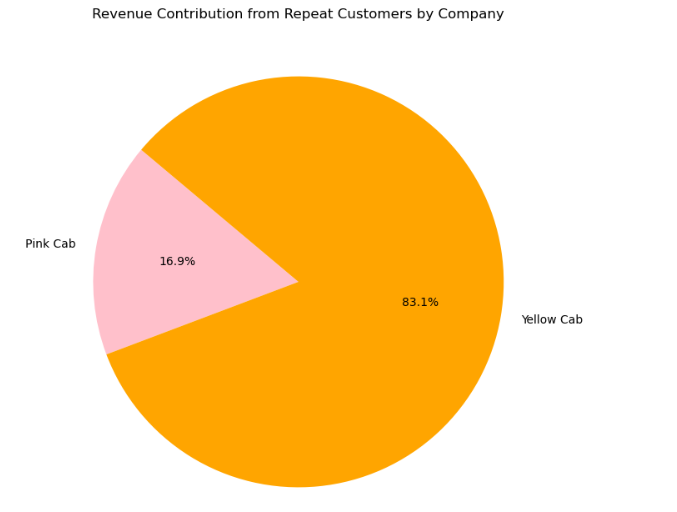 Revenue Contribution from Repeat Customers by Company
Pink Cab
16.9%
83.1%
Yellow Cab